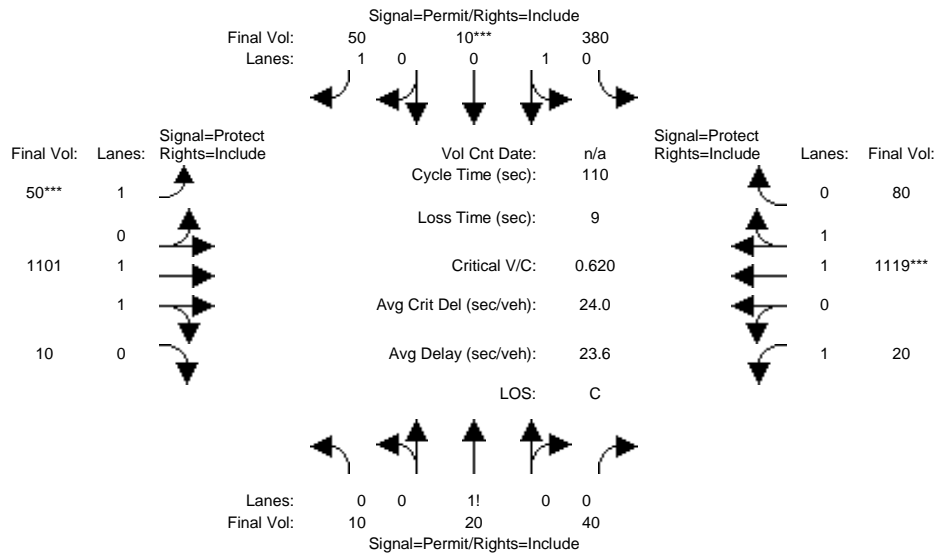 Signal=Permit/Rights=Include
Final Vol: 50 10*** 380
Lanes: 1 0 0 1 0
Signal=Protect
Final Vol: Lanes: Rights=Include
Vol Cnt Date: n/a
Signal=Protect
Rights=Include Lanes: Final Vol:
Cycle Time (sec): 110
50*** 1
0 80
Loss Time (sec): 9
0
1
1101 1
Critical V/C: 0.620
1 1119***
1
Avg Crit Del (sec/veh): 24.0
0
10 0
Avg Delay (sec/veh): 23.6
1 20
LOS: C
Lanes: 0 0 1! 0 0
Final Vol: 10 20 40
Signal=Permit/Rights=Include